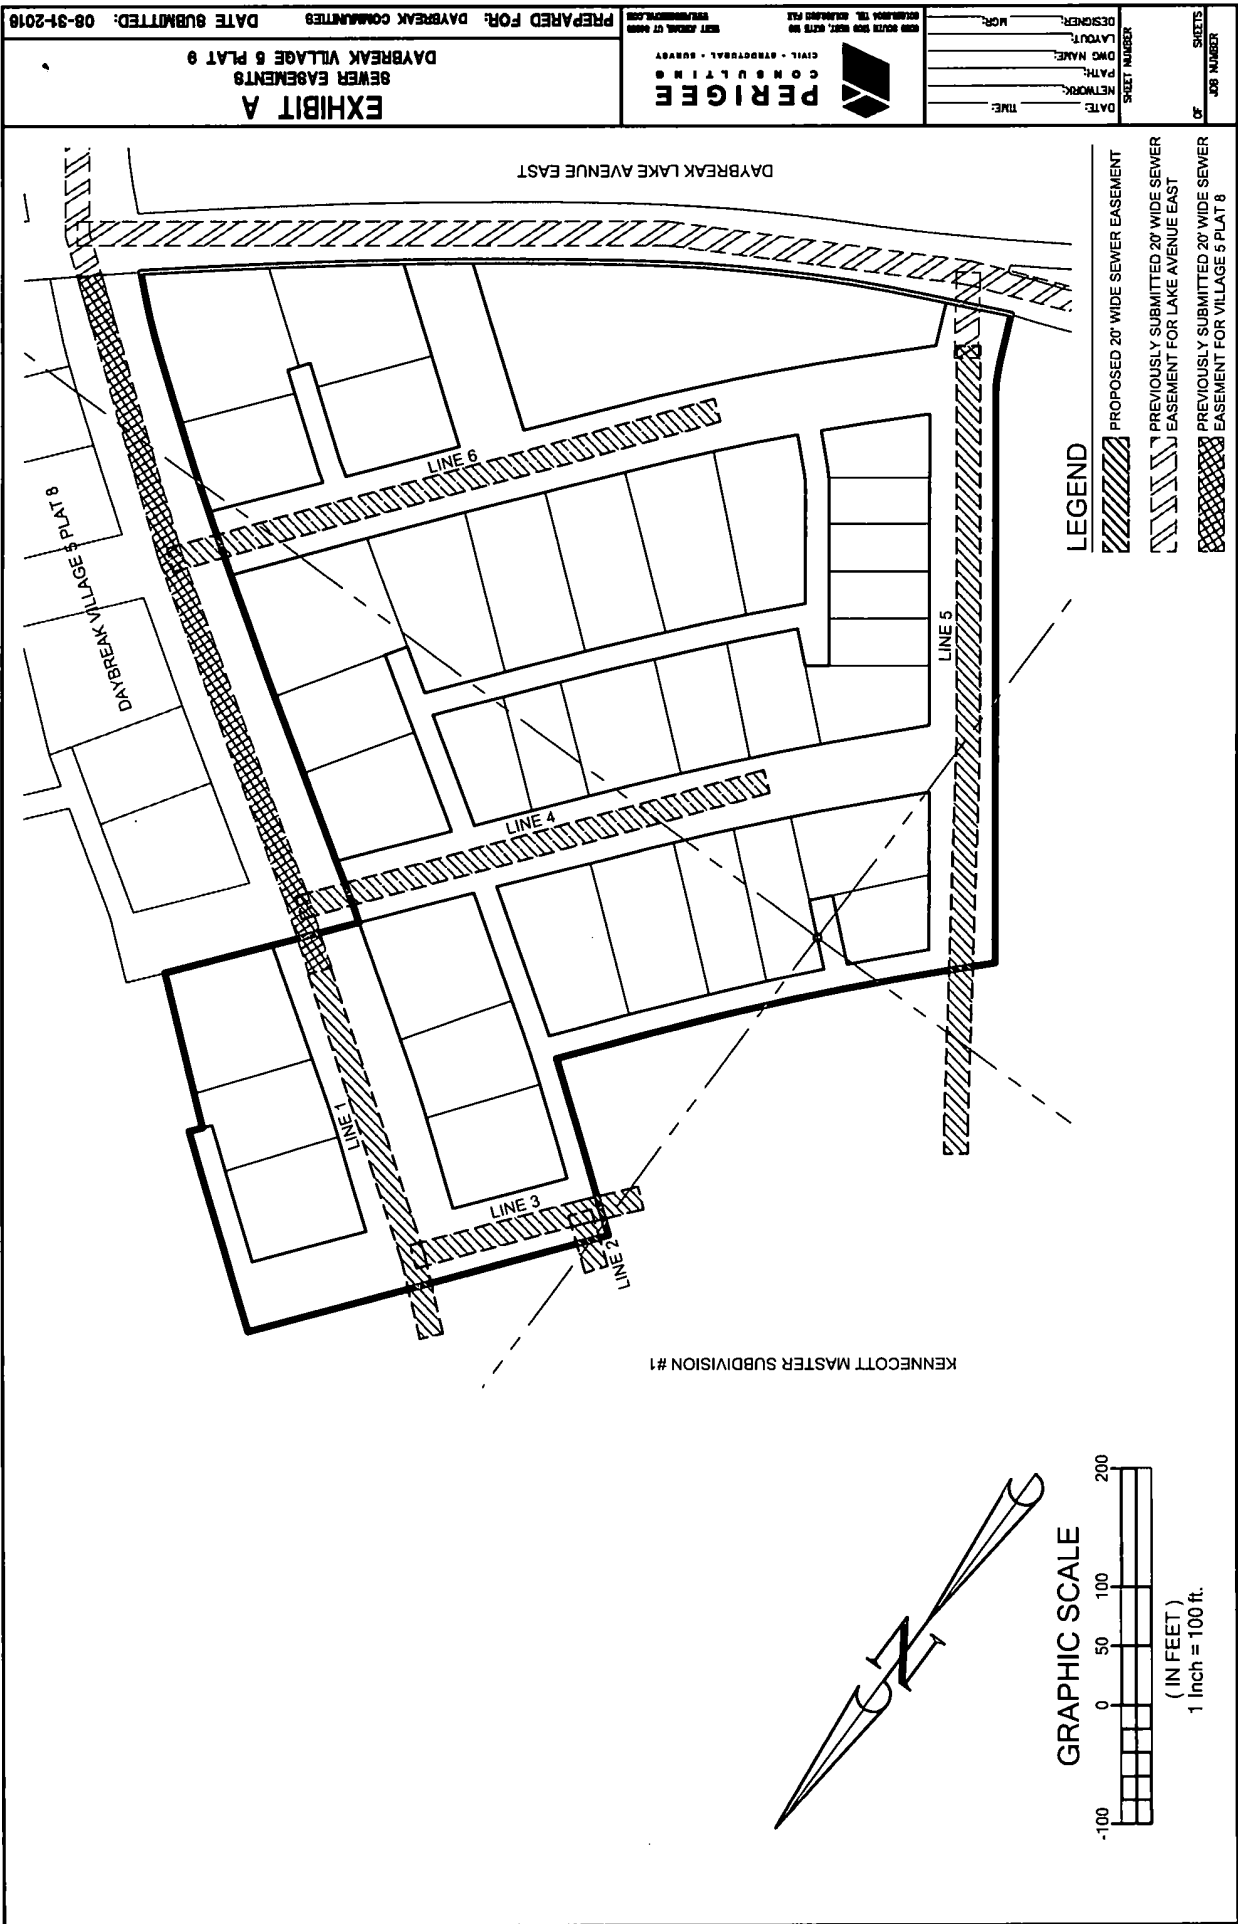 EXHIBIT A
SEWER EASEMENTS
DAYBREAK VILLAGE 5 PLAT 9
PREPARED FOR: DAYBREAK COMMUNITIES
DATE SUBMITTED: 08-31-2016
PERIGEE
CONSULTING
CIVIL • STRUCTURAL • SURVEY
DATE:
TIME:
NETWORK:
PATH:
DWG NAME:
LAYOUT:
DESIGNER:
MGR:
SHEET NUMBER
OF
SHEETS
JOB NUMBER
DAYBREAK LAKE AVENUE EAST
DAYBREAK VILLAGE 5 PLAT 8
LINE 6
LINE 4
LINE 5
LINE 1
LINE 3
LINE 2
KENNECOTT MASTER SUBDIVISION #1
LEGEND
PROPOSED 20' WIDE SEWER EASEMENT
PREVIOUSLY SUBMITTED 20' WIDE SEWER
EASEMENT FOR LAKE AVENUE EAST
PREVIOUSLY SUBMITTED 20' WIDE SEWER
EASEMENT FOR VILLAGE 5 PLAT 8
N
GRAPHIC SCALE
-100 0 50 100 200
( IN FEET )
1 inch = 100 ft.